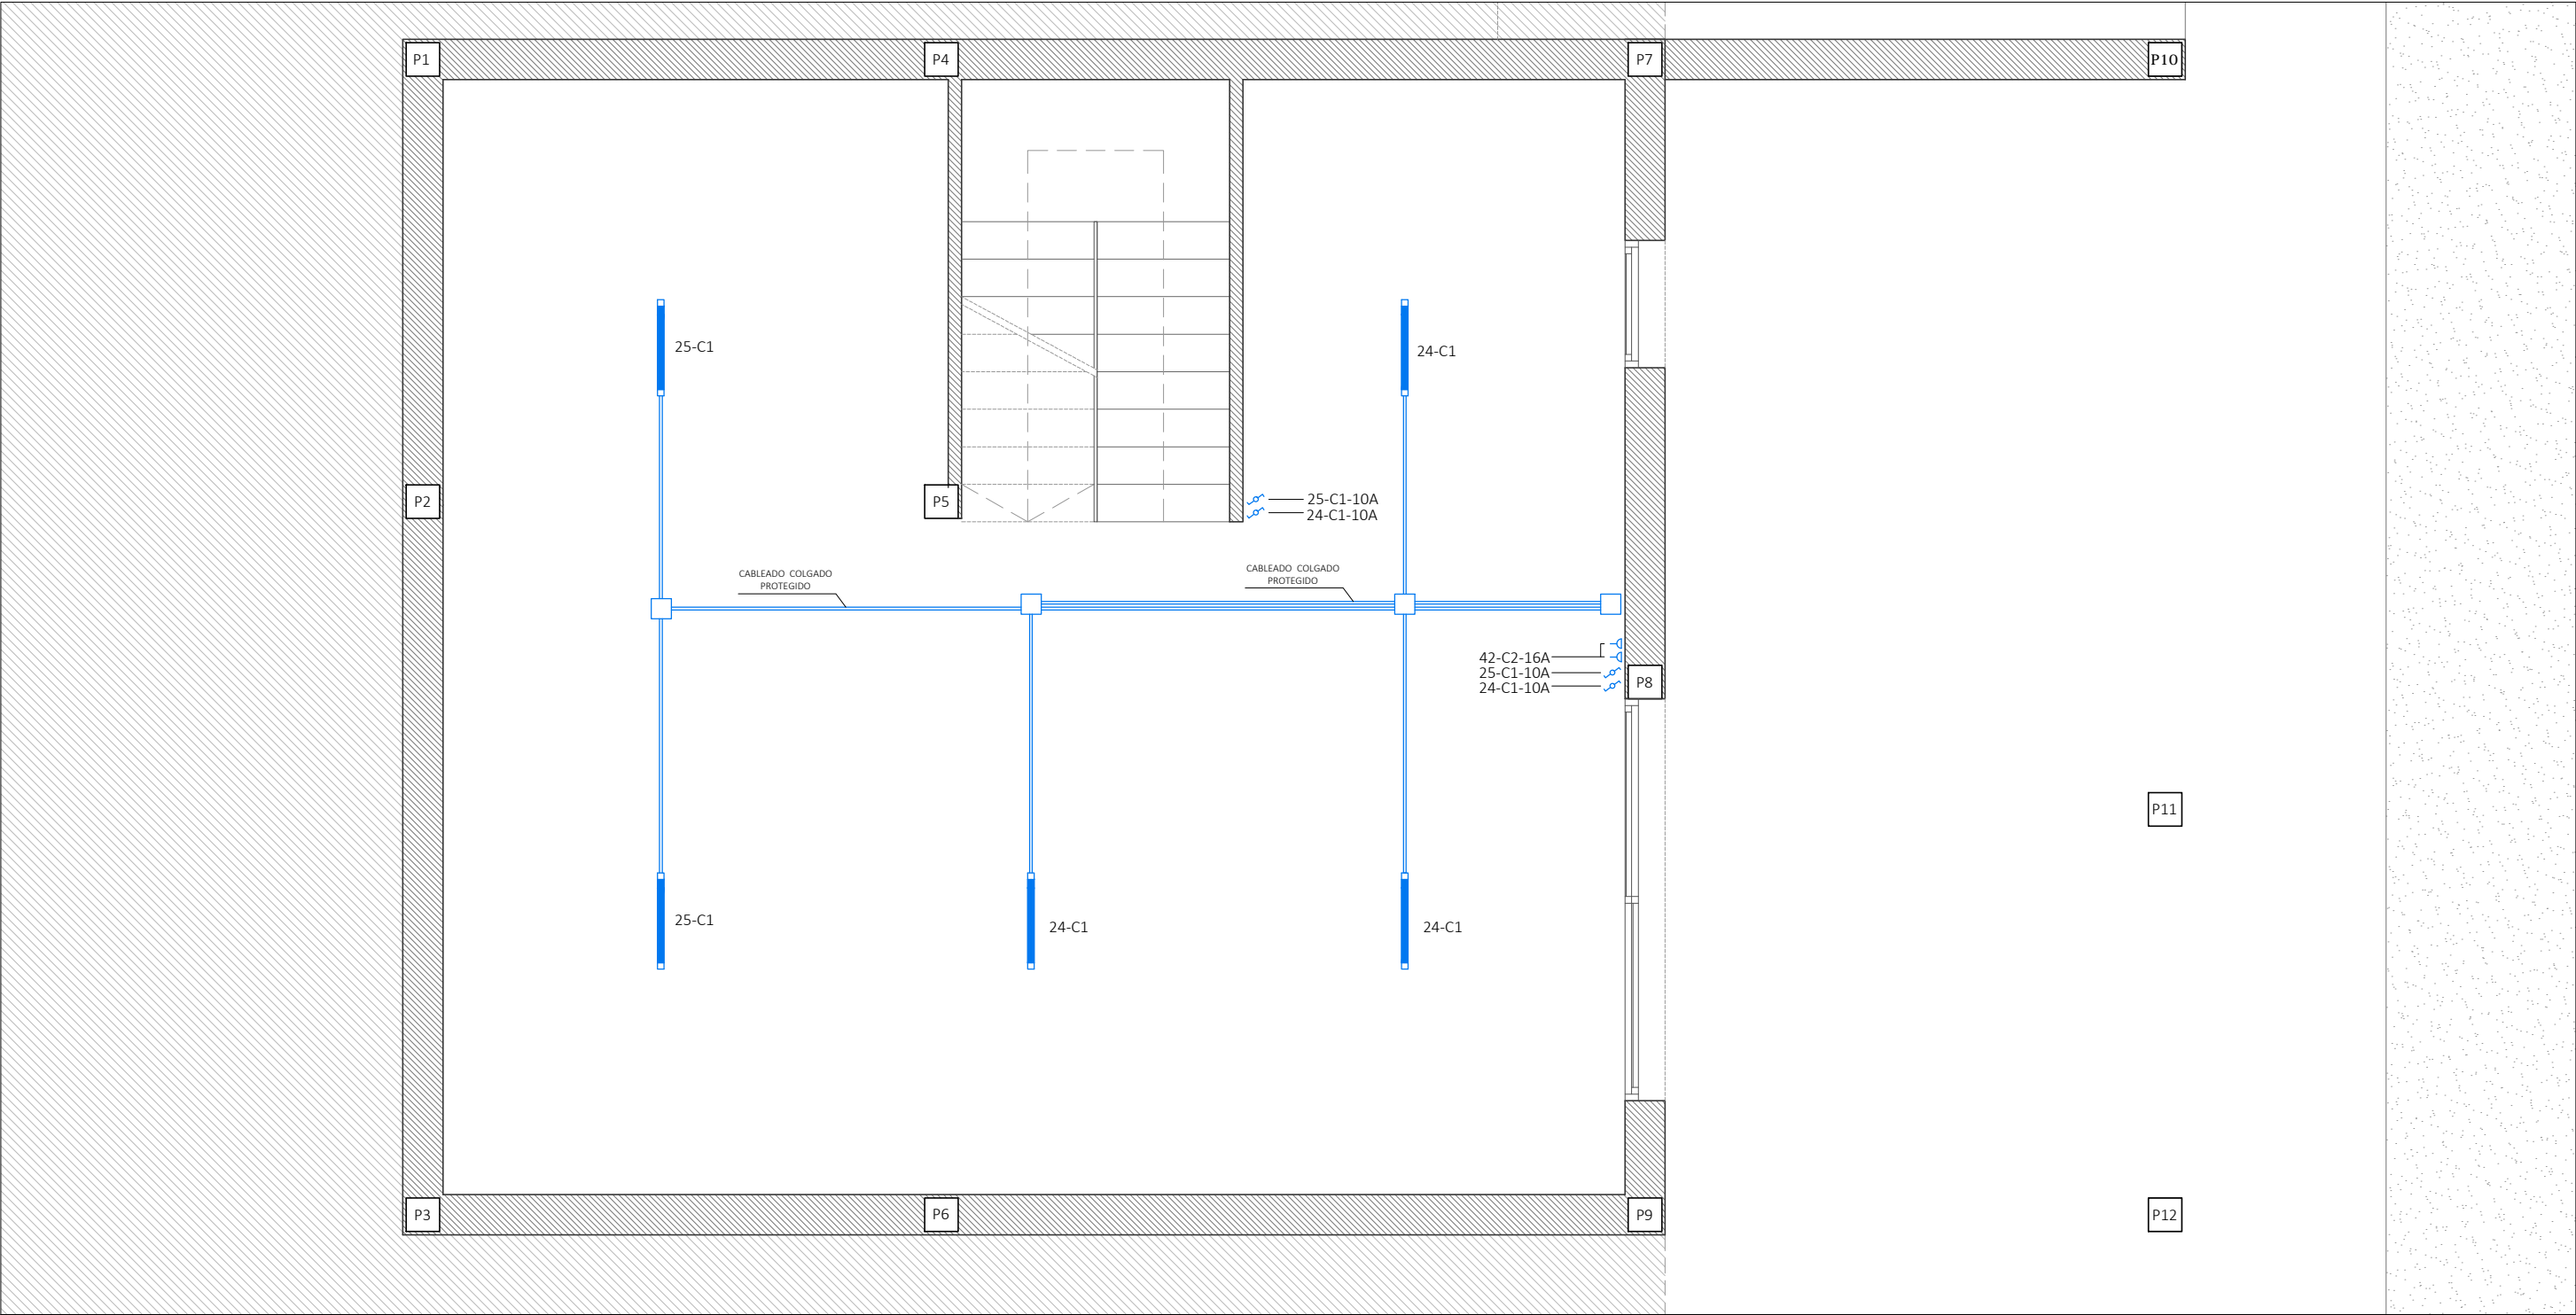 P1
P4
P7
P10
25-C1
24-C1
P2
P5
25-C1-10A
24-C1-10A
CABLEADO COLGADO
PROTEGIDO
CABLEADO COLGADO
PROTEGIDO
42-C2-16A
25-C1-10A
24-C1-10A
P8
P11
25-C1
24-C1
24-C1
P3
P6
P9
P12